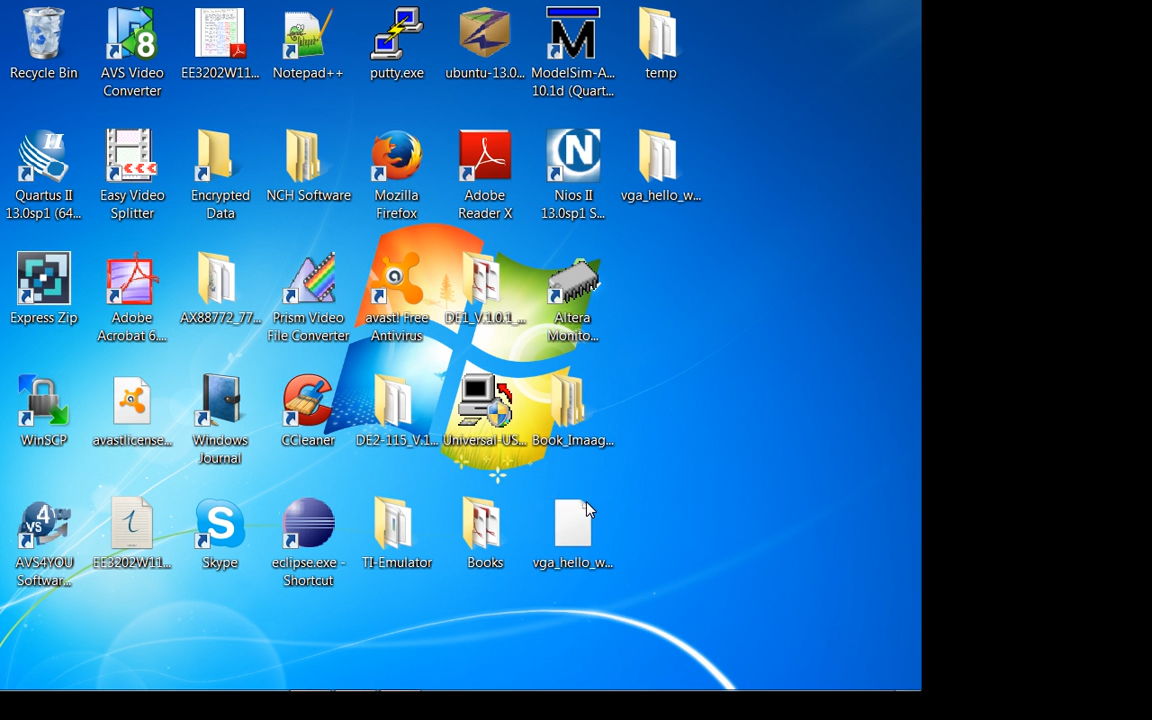 Recycle Bin
AVS Video
Converter
EE3202W11...
Notepad++
putty.exe
ubuntu-13.0...
ModelSim-A...
10.1d (Quart...
temp
Quartus II
13.0sp1 (64...
Easy Video
Splitter
Encrypted
Data
NCH Software
Mozilla
Firefox
Adobe
Reader X
Nios II
13.0sp1 S...
vga_hello_w...
Express Zip
Adobe
Acrobat 6....
AX88772_77...
Prism Video
File Converter
avast! Free
Antivirus
DE1_V.1.0.1_...
Altera
Monito...
WinSCP
avastlicense...
Windows
Journal
CCleaner
DE2-115_V.1...
Universal-US...
Book_Imaag...
AVS4YOU
Softwar...
EE3202W11...
Skype
eclipse.exe -
Shortcut
TI-Emulator
Books
vga_hello_w...